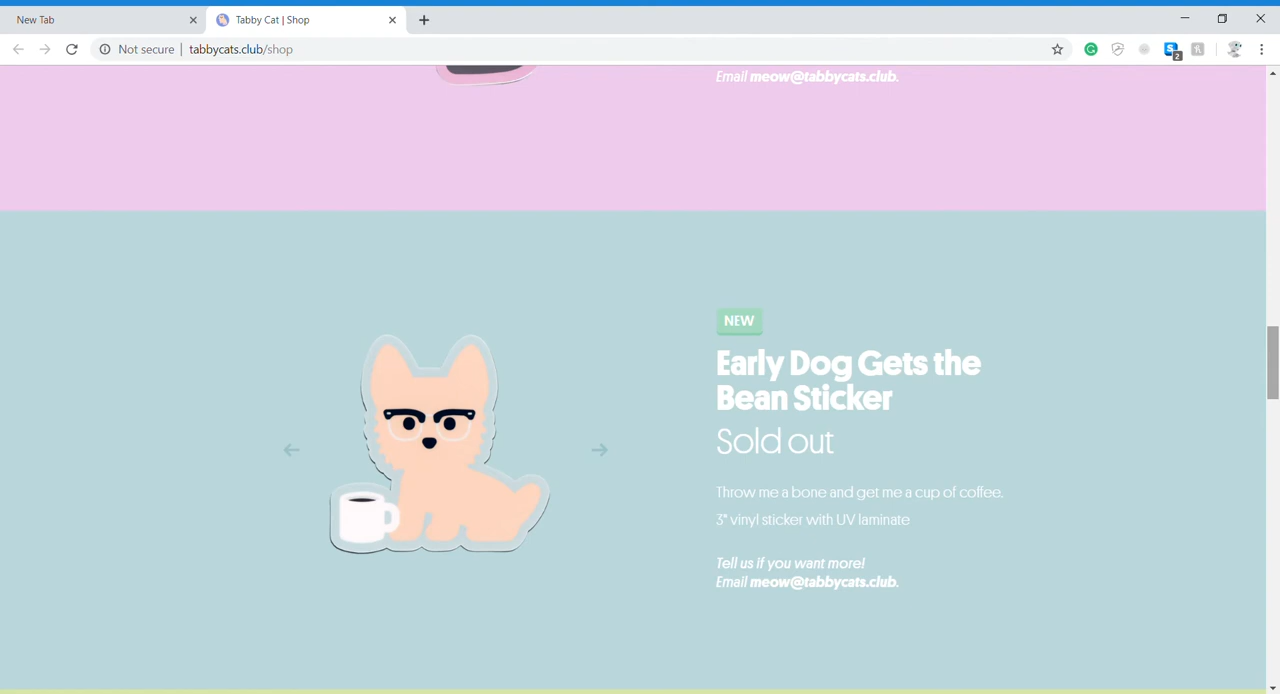 New Tab
Tabby Cat | Shop
Not secure | tabbycats.club/shop
2
Email meow@tabbycats.club.
NEW
Early Dog Gets the
Bean Sticker
Sold out
Throw me a bone and get me a cup of coffee.
3" vinyl sticker with UV laminate
Tell us if you want more!
Email meow@tabbycats.club.